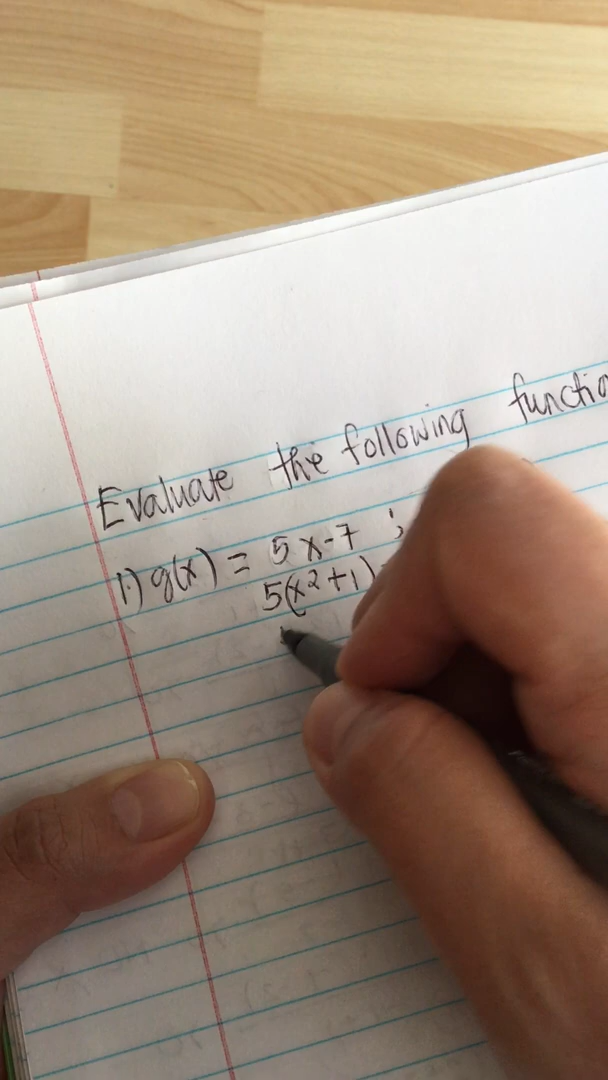 Evaluate the following functio
1.) g(x) = 5x-7 ;
5(x²+1)